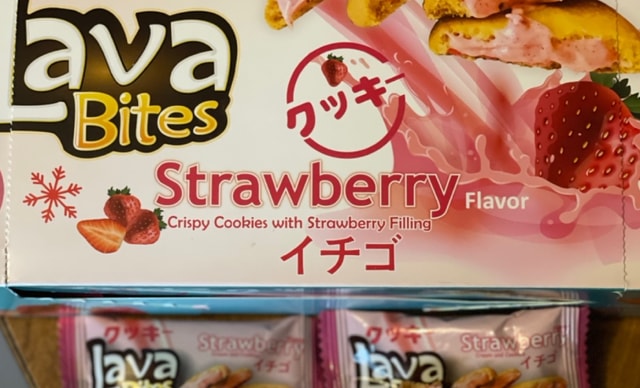 Lava
Bites
クッキー
Strawberry Flavor
Crispy Cookies with Strawberry Filling
イチゴ
クッキー
Strawberry
イチゴ
lava
Bites
クッキー
Strawberry
イチゴ
lava
Bites